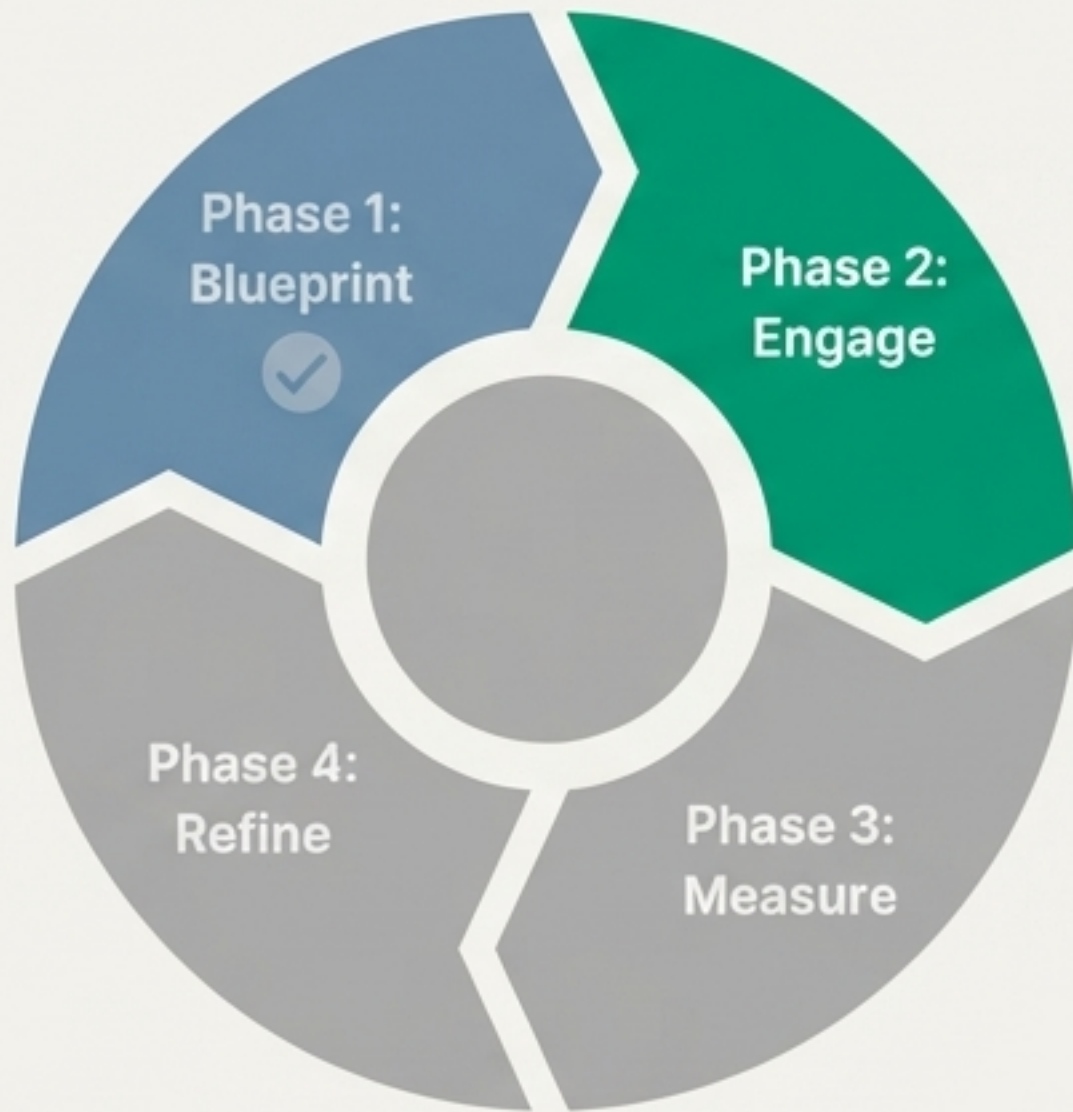 Phase 1:
Blueprint
Phase 2:
Engage
Phase 3:
Measure
Phase 4:
Refine